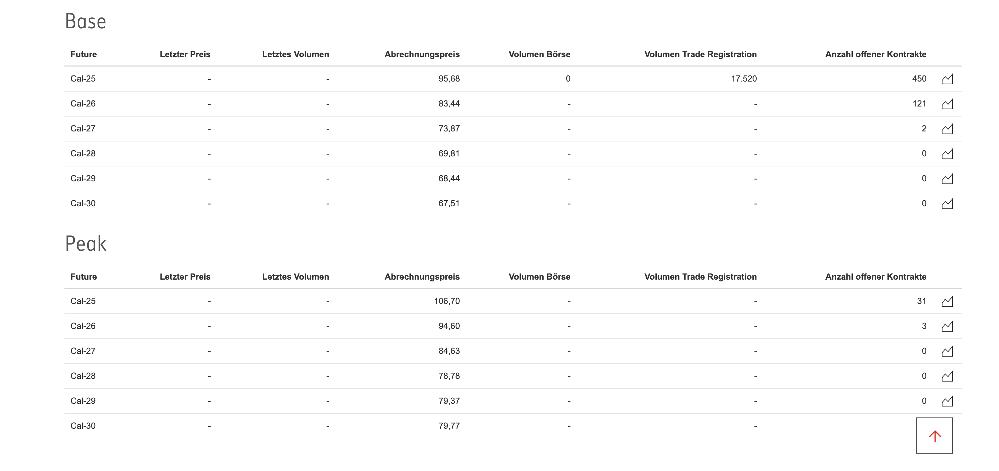 Base
Future Letzter Preis Letztes Volumen Abrechnungspreis Volumen Börse Volumen Trade Registration Anzahl offener Kontrakte
Cal-25 - - 95,68 0 17.520 450
Cal-26 - - 83,44 - - 121
Cal-27 - - 73,87 - - 2
Cal-28 - - 69,81 - - 0
Cal-29 - - 68,44 - - 0
Cal-30 - - 67,51 - - 0
Peak
Future Letzter Preis Letztes Volumen Abrechnungspreis Volumen Börse Volumen Trade Registration Anzahl offener Kontrakte
Cal-25 - - 106,70 - - 31
Cal-26 - - 94,60 - - 3
Cal-27 - - 84,63 - - 0
Cal-28 - - 78,78 - - 0
Cal-29 - - 79,37 - - 0
Cal-30 - - 79,77 - -